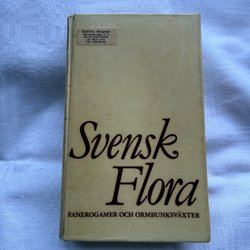 Svensk
Flora
FANEROGAMER OCH ORMBUNKSVÄXTER